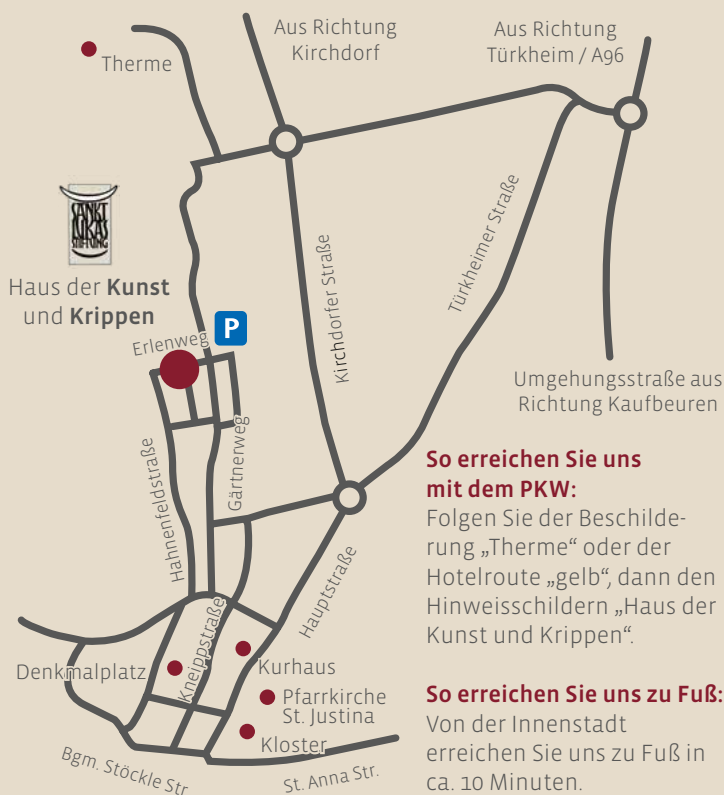 Aus Richtung
Kirchdorf
Aus Richtung
Türkheim / A96
Therme
SANKT
LUKAS
STIFTUNG
Haus der Kunst
und Krippen
P
Erlenweg
Kirchdorfer Straße
Türkheimer Straße
Umgehungsstraße aus
Richtung Kaufbeuren
Hahnenfeldstraße
Gärtnerweg
So erreichen Sie uns
mit dem PKW:
Folgen Sie der Beschilde-
rung „Therme“ oder der
Hotelroute „gelb“, dann den
Hinweisschildern „Haus der
Kunst und Krippen“.
Hauptstraße
Kneippstraße
Denkmalplatz
Kurhaus
Pfarrkirche
St. Justina
Kloster
Bgm. Stöckle Str
St. Anna Str.
So erreichen Sie uns zu Fuß:
Von der Innenstadt
erreichen Sie uns zu Fuß in
ca. 10 Minuten.